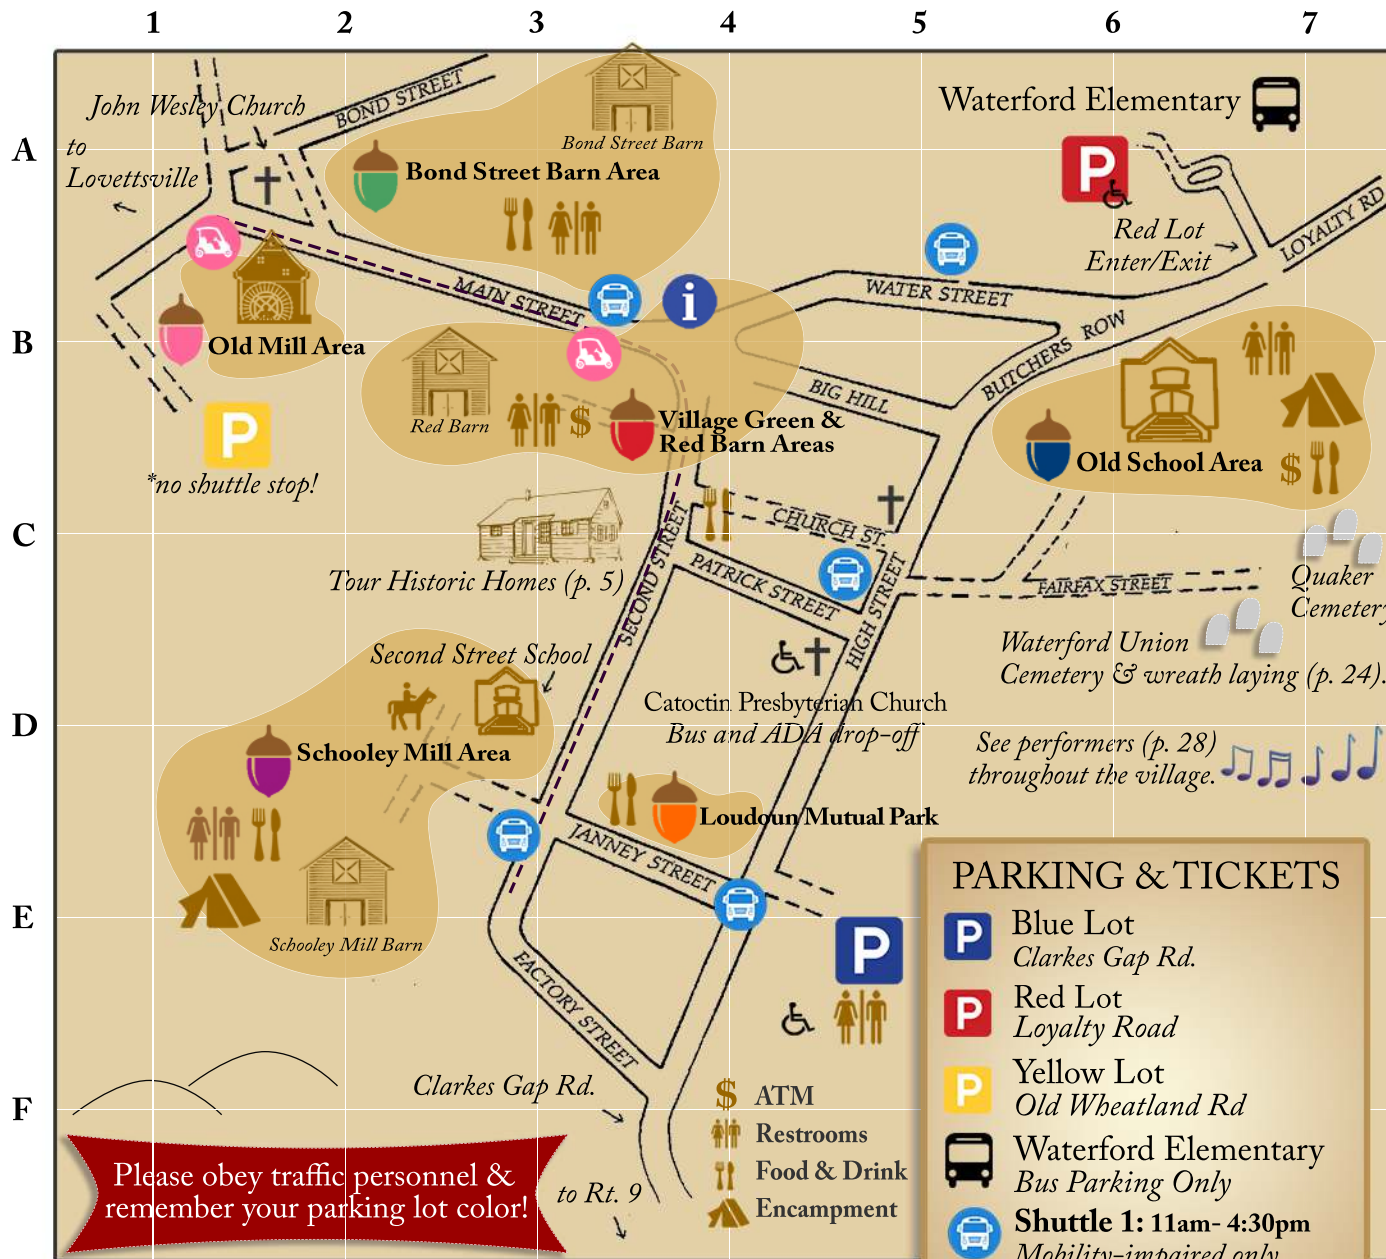 1 2 3 4 5 6 7
A
B
C
D
E
F
John Wesley Church
to
Lovettsville
BOND STREET
Bond Street Barn
Bond Street Barn Area
Waterford Elementary
P
Red Lot
Enter/Exit
LOYALTY RD
MAIN STREET
i
WATER STREET
BUTCHERS ROW
Old Mill Area
P
*no shuttle stop!
Red Barn
$
Village Green &
Red Barn Areas
BIG HILL
Old School Area
$
CHURCH ST.
Tour Historic Homes (p. 5)
SECOND STREET
PATRICK STREET
HIGH STREET
FAIRFAX STREET
Quaker
Cemetery
Waterford Union
Cemetery & wreath laying (p. 24).
Second Street School
Catoctin Presbyterian Church
Bus and ADA drop-off
Schooley Mill Area
See performers (p. 28)
throughout the village.
Loudoun Mutual Park
JANNEY STREET
Schooley Mill Barn
P
FACTORY STREET
Clarkes Gap Rd.
to Rt. 9
$ ATM
Restrooms
Food & Drink
Encampment
Please obey traffic personnel &
remember your parking lot color!
PARKING & TICKETS
P Blue Lot
Clarkes Gap Rd.
P Red Lot
Loyalty Road
P Yellow Lot
Old Wheatland Rd
Waterford Elementary
Bus Parking Only
Shuttle 1: 11am- 4:30pm
Mobility-impaired only